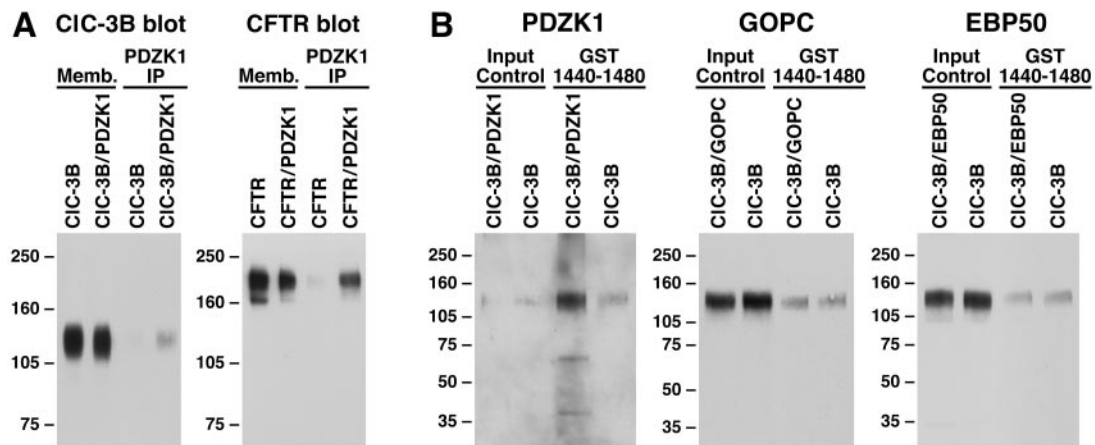 A
ClC-3B blot
CFTR blot
PDZK1
IP
Memb.
PDZK1
IP
Memb.
ClC-3B
ClC-3B/PDZK1
ClC-3B
ClC-3B/PDZK1
CFTR
CFTR/PDZK1
CFTR
CFTR/PDZK1
250
160
105
75
250
160
105
75
B
PDZK1
GOPC
EBP50
Input
Control
GST
1440-1480
Input
Control
GST
1440-1480
Input
Control
GST
1440-1480
ClC-3B/PDZK1
ClC-3B
ClC-3B/PDZK1
ClC-3B
ClC-3B/GOPC
ClC-3B
ClC-3B/GOPC
ClC-3B
ClC-3B/EBP50
ClC-3B
ClC-3B/EBP50
ClC-3B
250
160
105
75
50
35
250
160
105
75
50
35
250
160
105
75
50
35